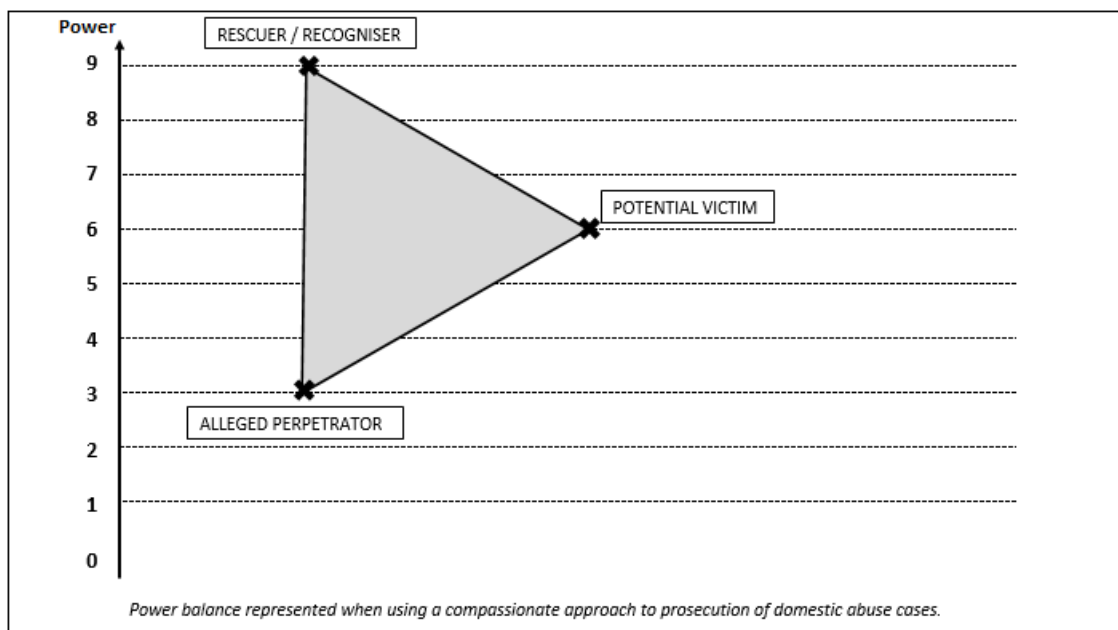 Power
RESCUER / RECOGNISER
9
8
7
POTENTIAL VICTIM
6
5
4
3
ALLEGED PERPETRATOR
2
1
0
Power balance represented when using a compassionate approach to prosecution of domestic abuse cases.